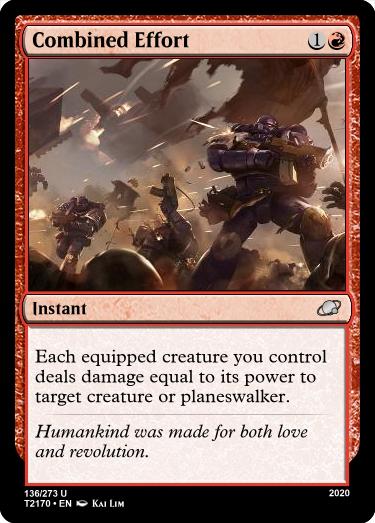 Combined Effort 1
Instant
Each equipped creature you control
deals damage equal to its power to
target creature or planeswalker.
Humankind was made for both love
and revolution.
136/273 U 2020
T2170 • EN Kai Lim